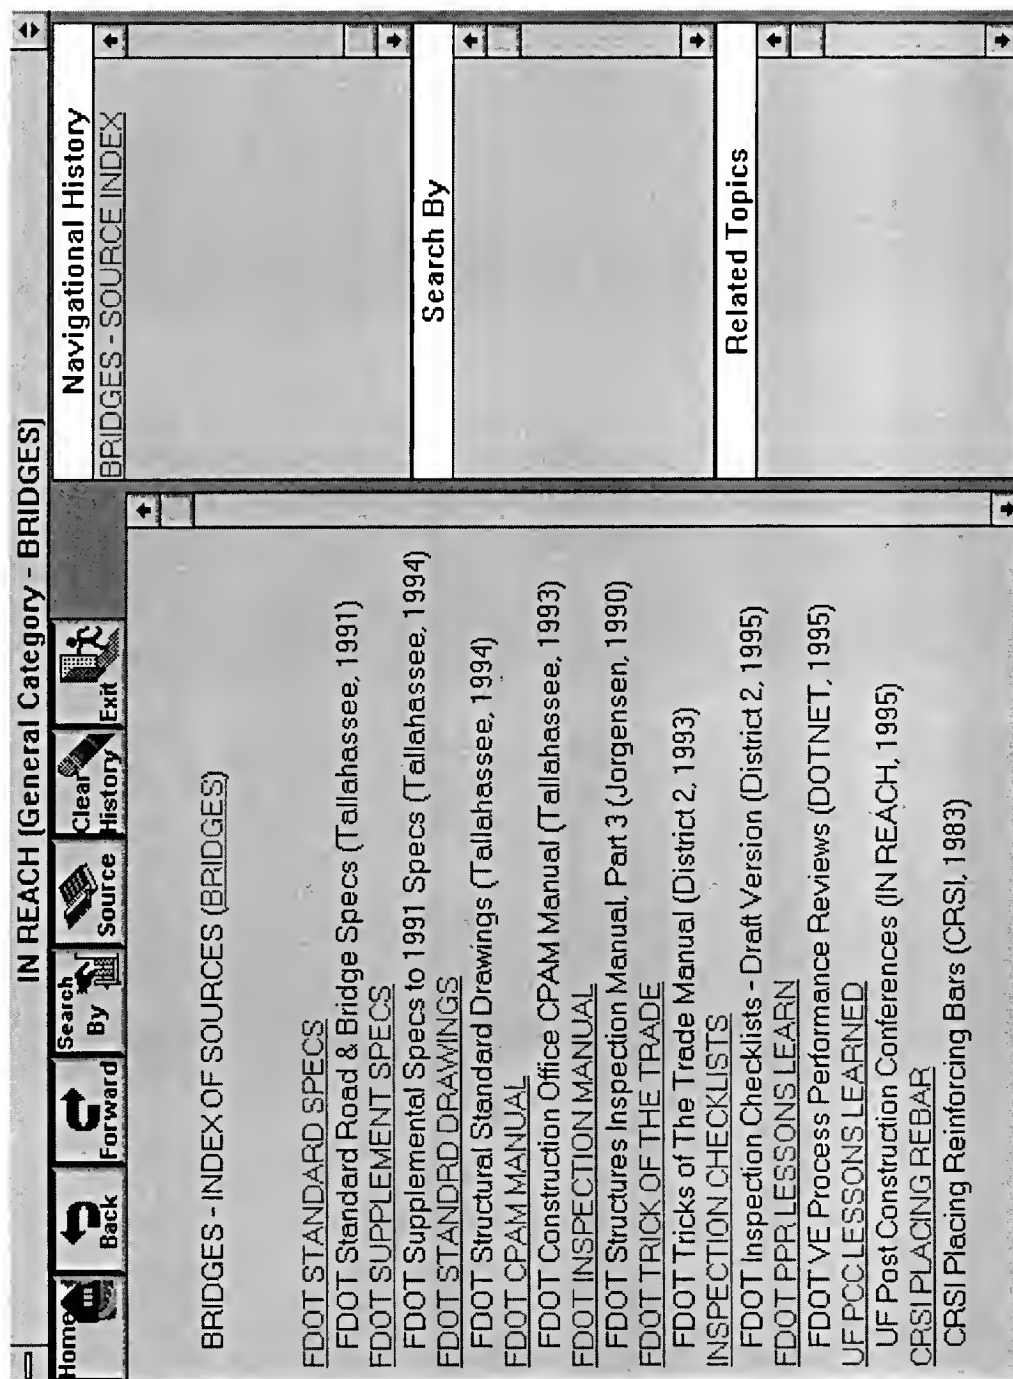 IN REACH (General Category - BRIDGES)
Home
Back
Forward
Search
By
Source
Clear
History
Exit
BRIDGES - INDEX OF SOURCES (BRIDGES)
FDOT STANDARD SPECS
FDOT Standard Road & Bridge Specs (Tallahassee, 1991)
FDOT SUPPLEMENT SPECS
FDOT Supplemental Specs to 1991 Specs (Tallahassee, 1994)
FDOT STANDRD DRAWINGS
FDOT Structural Standard Drawings (Tallahassee, 1994)
FDOT CPAM MANUAL
FDOT Construction Office CPAM Manual (Tallahassee, 1993)
FDOT INSPECTION MANUAL
FDOT Structures Inspection Manual, Part 3 (Jorgensen, 1990)
FDOT TRICK OF THE TRADE
FDOT Tricks of The Trade Manual (District 2, 1993)
INSPECTION CHECKLISTS
FDOT Inspection Checklists - Draft Version (District 2, 1995)
FDOT PPR LESSONS LEARN
FDOT VE Process Performance Reviews (DOTNET, 1995)
UF PCC LESSONS LEARNED
UF Post Construction Conferences (IN REACH, 1995)
CRSI PLACING REBAR
CRSI Placing Reinforcing Bars (CRSI, 1983)
Navigational History
BRIDGES - SOURCE INDEX
Search By
Related Topics